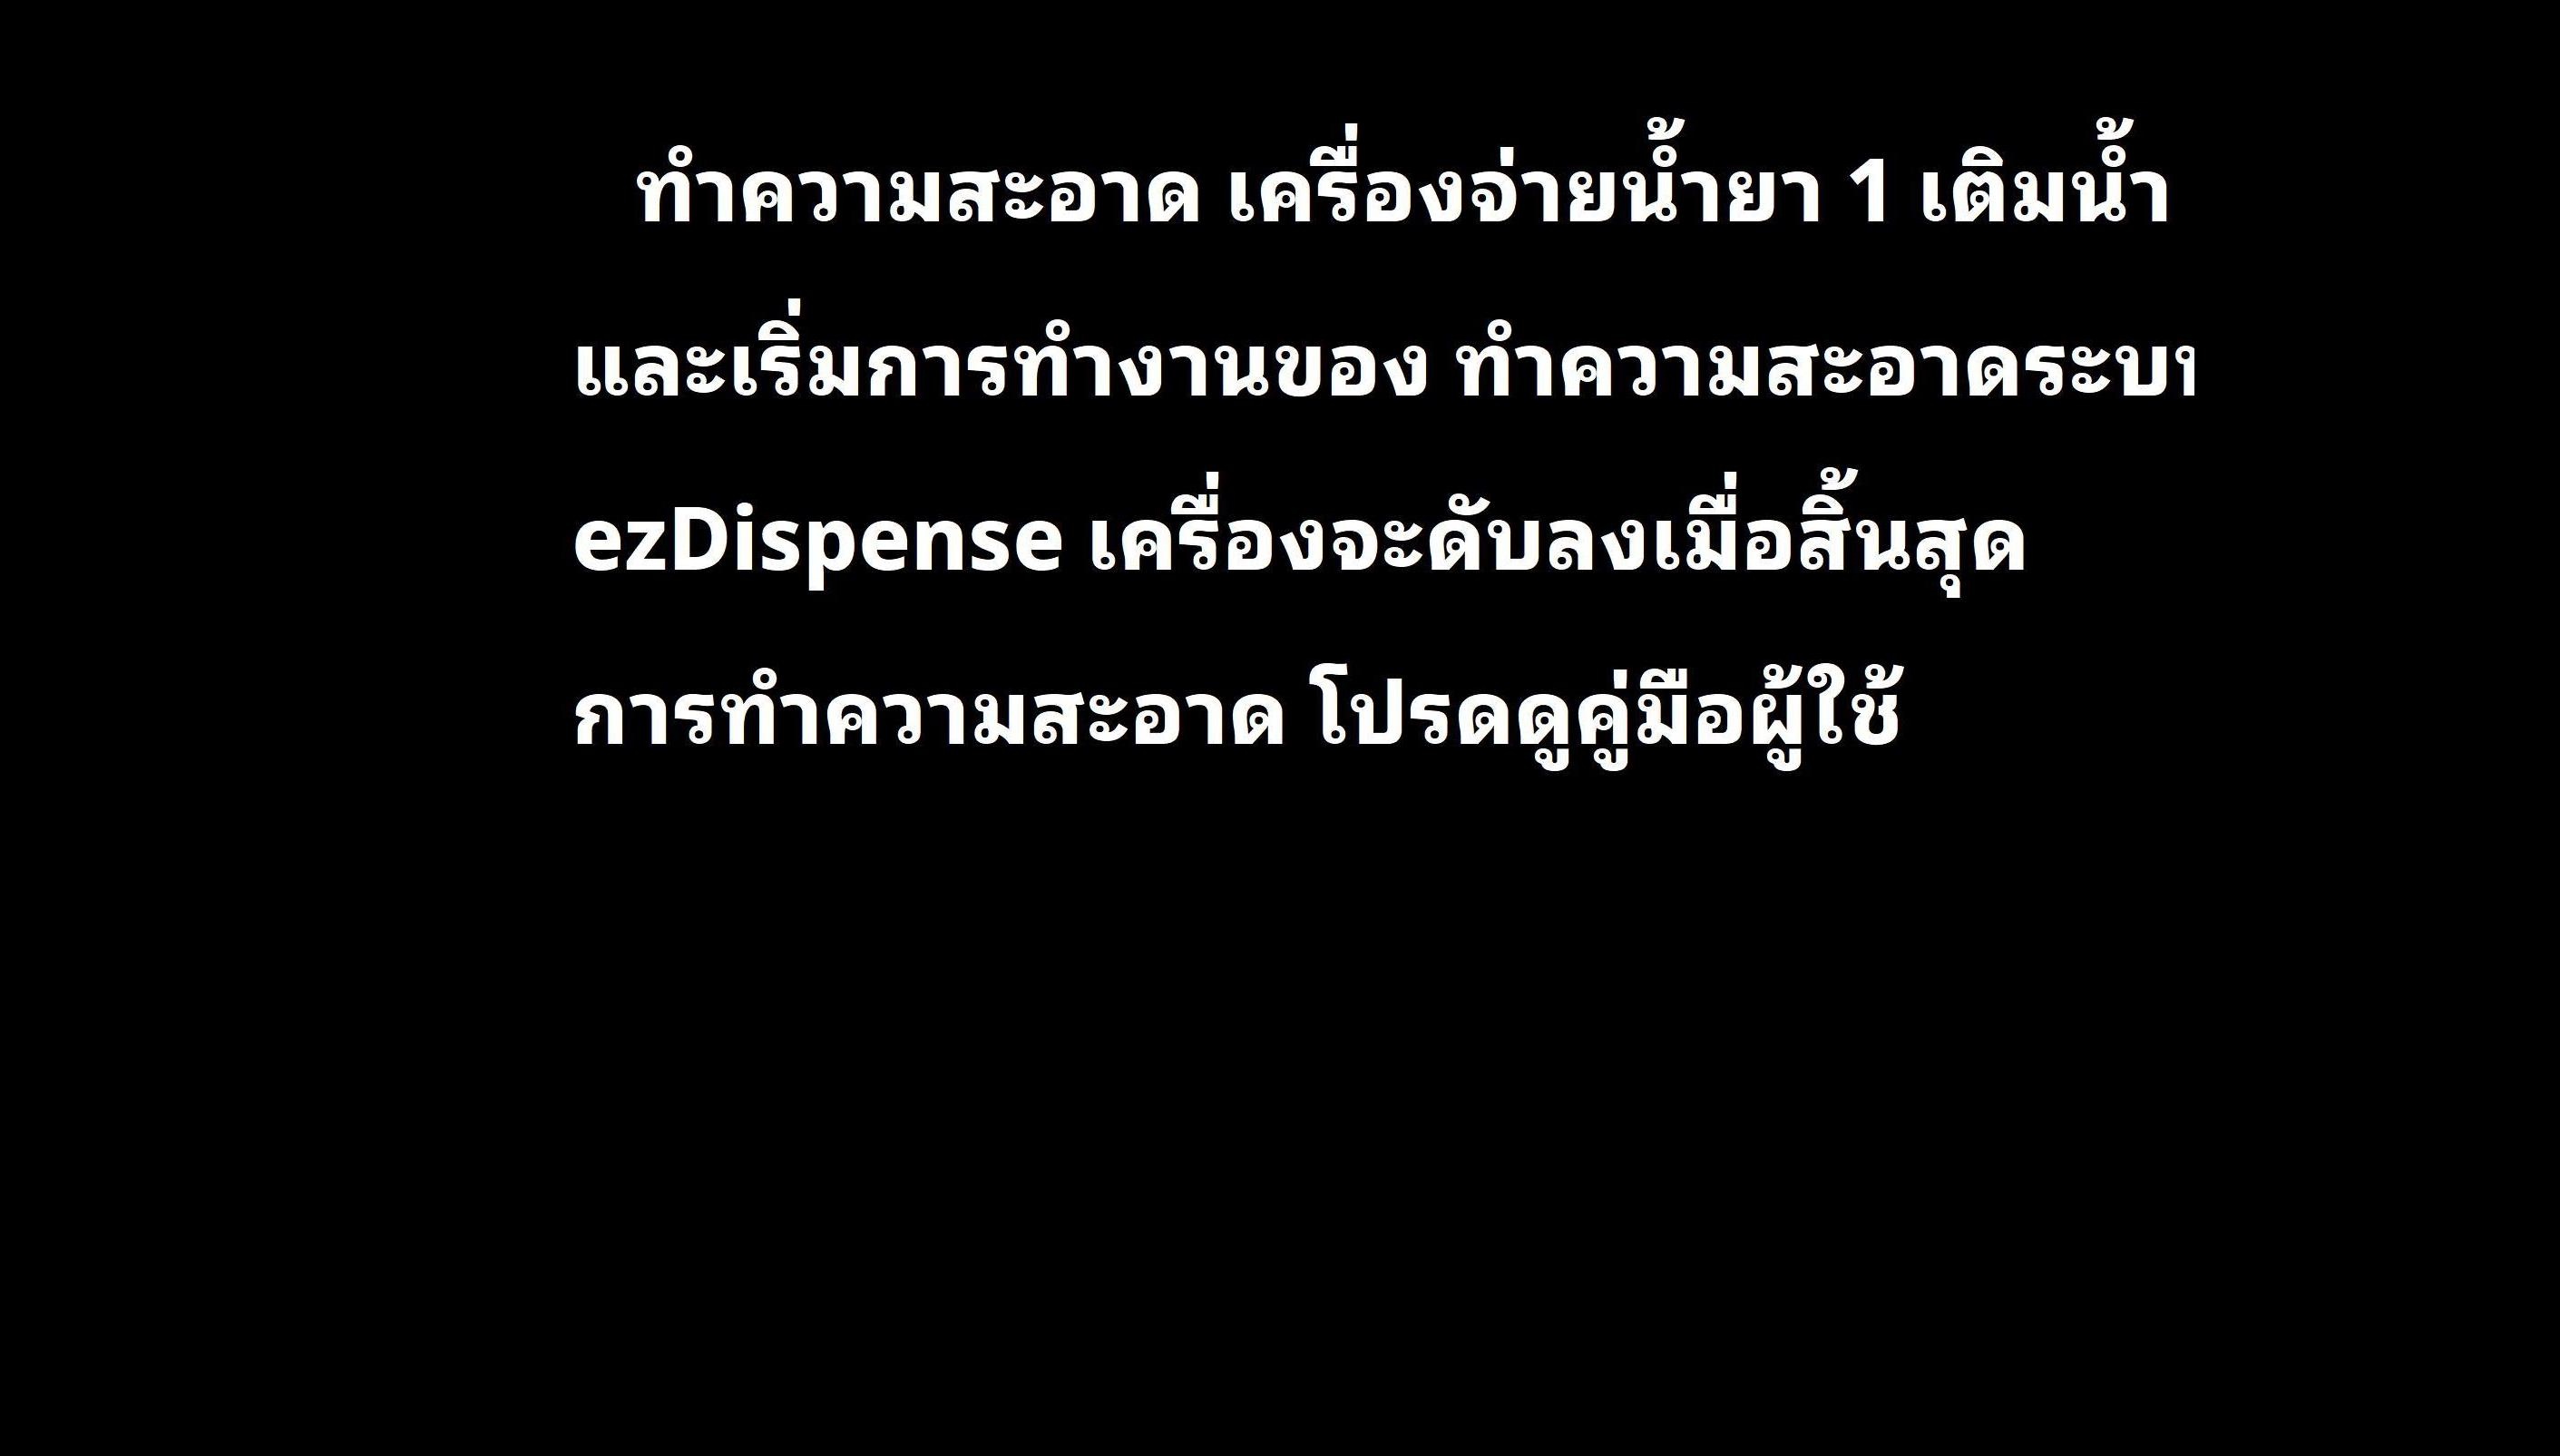 ทำความสะอาด เครื่องจ่ายน้ำยา 1 เติมน้ำ
และเริ่มการทำงานของ ทำความสะอาดระบบ
ezDispense เครื่องจะดับลงเมื่อสิ้นสุด
การทำความสะอาด โปรดดูคู่มือผู้ใช้